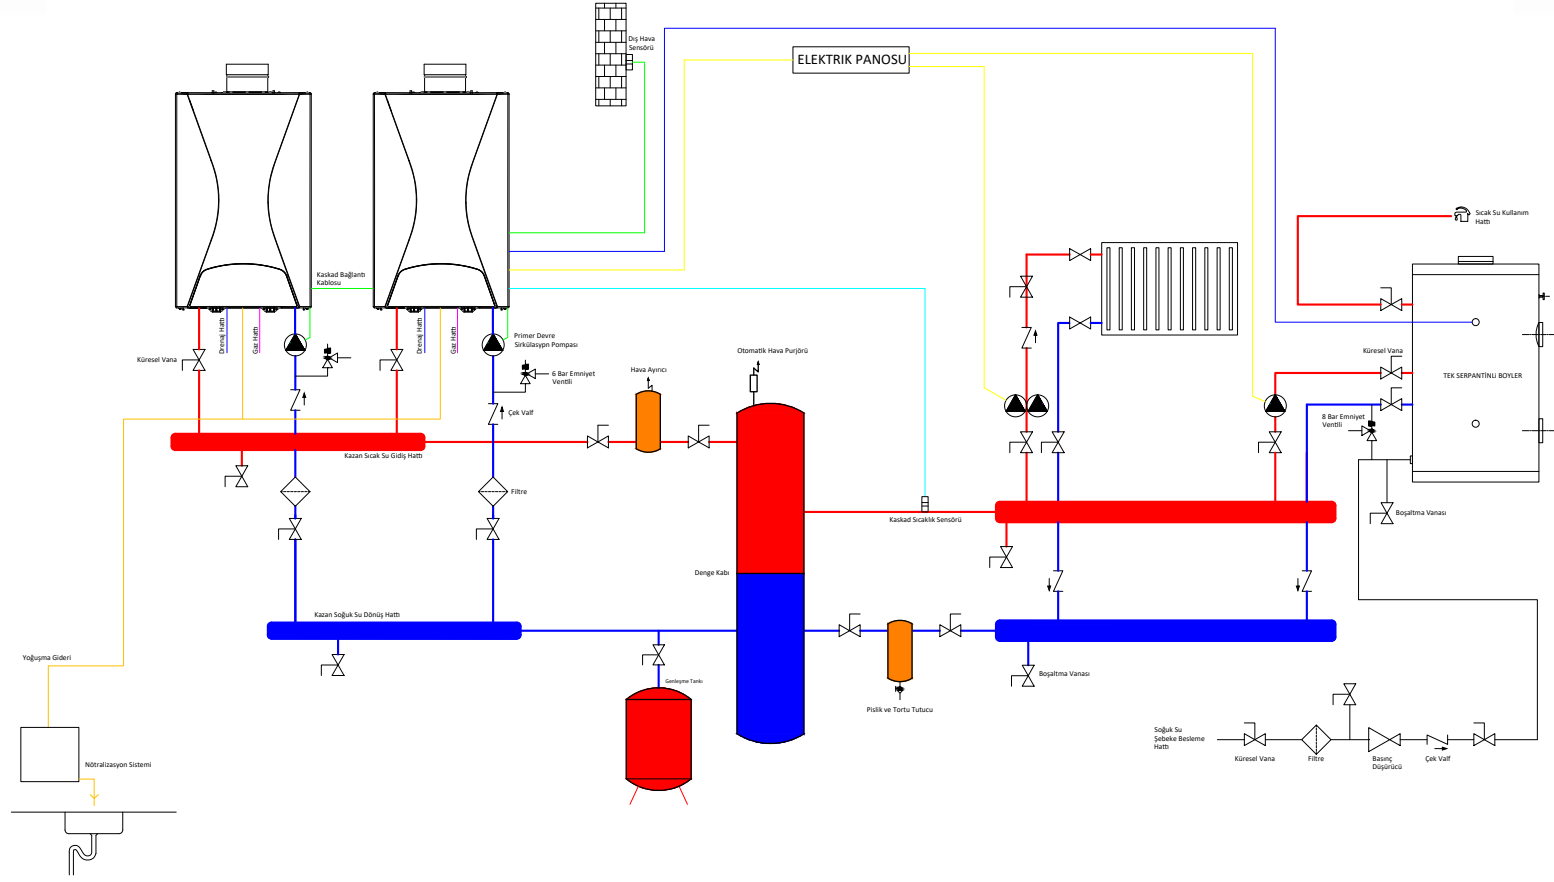 Dış Hava
Sensörü
ELEKTRIK PANOSU
Sıcak Su Kullanım
Hattı
Kaskad Bağlantı
Kablosu
Drenaj Hattı
Gaz Hattı
Drenaj Hattı
Gaz Hattı
Primer Devre
Sirkülasypn Pompası
Küresel Vana
Otomatik Hava Purjörü
Küresel Vana
Hava Ayırıcı
6 Bar Emniyet
Ventili
TEK SERPANTİNLİ BOYLER
Çek Valf
8 Bar Emniyet
Ventili
Kazan Sıcak Su Gidiş Hattı
Filtre
Kaskad Sıcaklık Sensörü
Boşaltma Vanası
Denge Kabı
Kazan Soğuk Su Dönüş Hattı
Yoğuşma Gideri
Genleşme Tankı
Boşaltma Vanası
Pislik ve Tortu Tutucu
Soğuk Su
Şebeke Besleme
Hattı
Küresel Vana
Filtre
Basınç
Düşürücü
Çek Valf
Nötralizasyon Sistemi